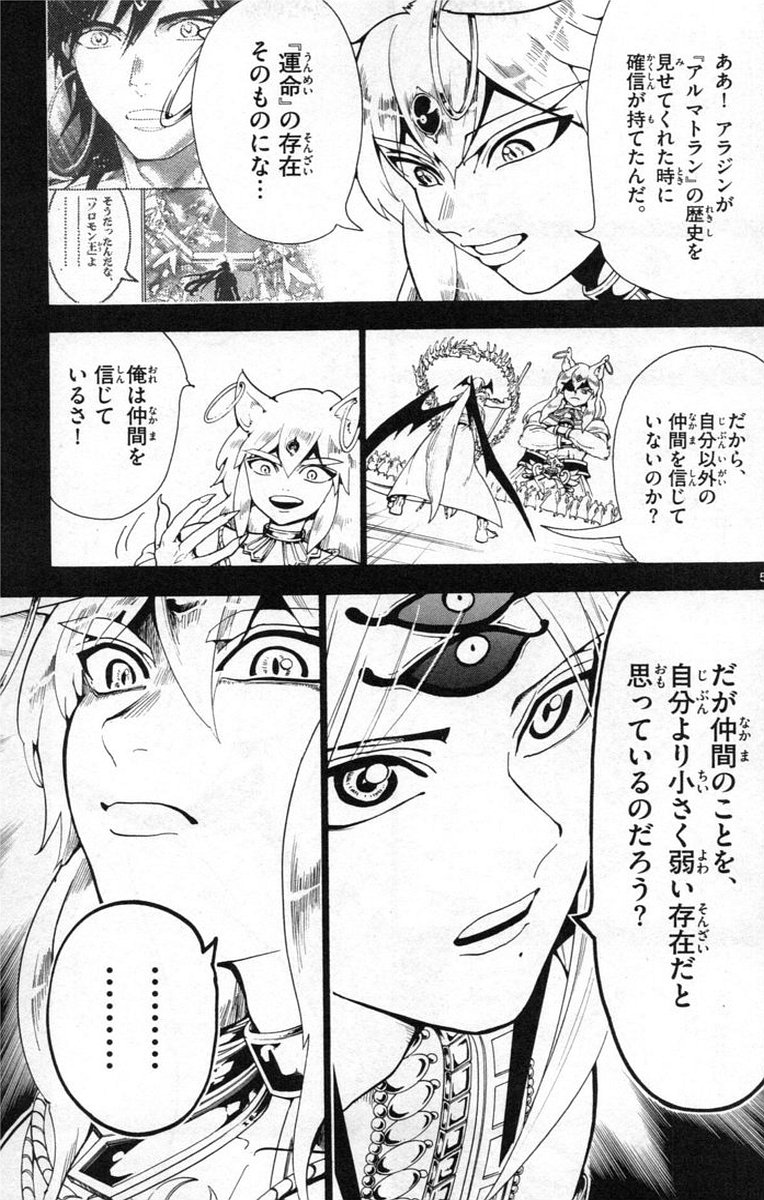 ああ！アラジンが
『アルマトラン』の歴史を
見せてくれた時に
確信が持てたんだ。
『運命』の存在
そのものにな…
そうだったんだな、
『ソロモン王』よ
………
だから、
自分以外の
仲間を信じて
いないのか？
俺は仲間を
信じて
いるさ！
だが仲間のことを、
自分より小さく弱い存在だと
思っているのだろう？
………
………